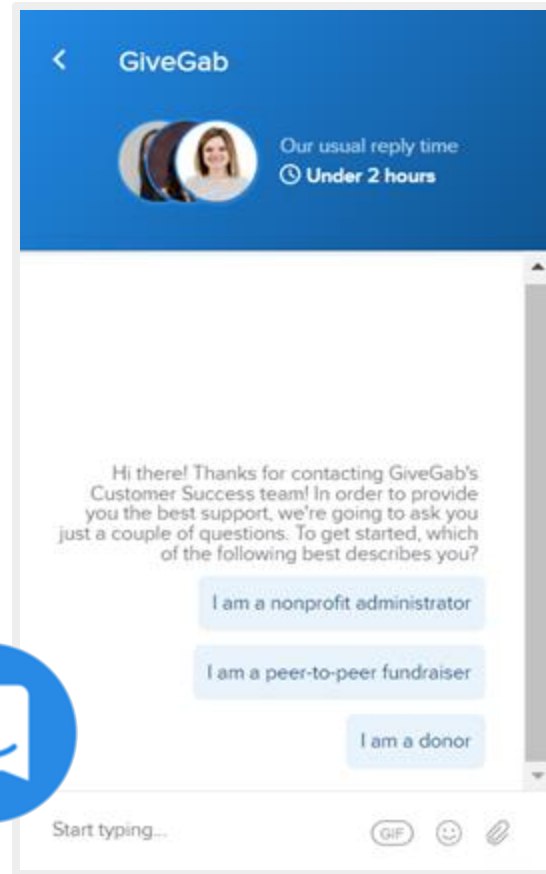 GiveGab
Our usual reply time
Under 2 hours
Hi there! Thanks for contacting GiveGab's
Customer Success team! In order to provide
you the best support, we're going to ask you
just a couple of questions. To get started, which
of the following best describes you?
I am a nonprofit administrator
I am a peer-to-peer fundraiser
I am a donor
Start typing...
GIF